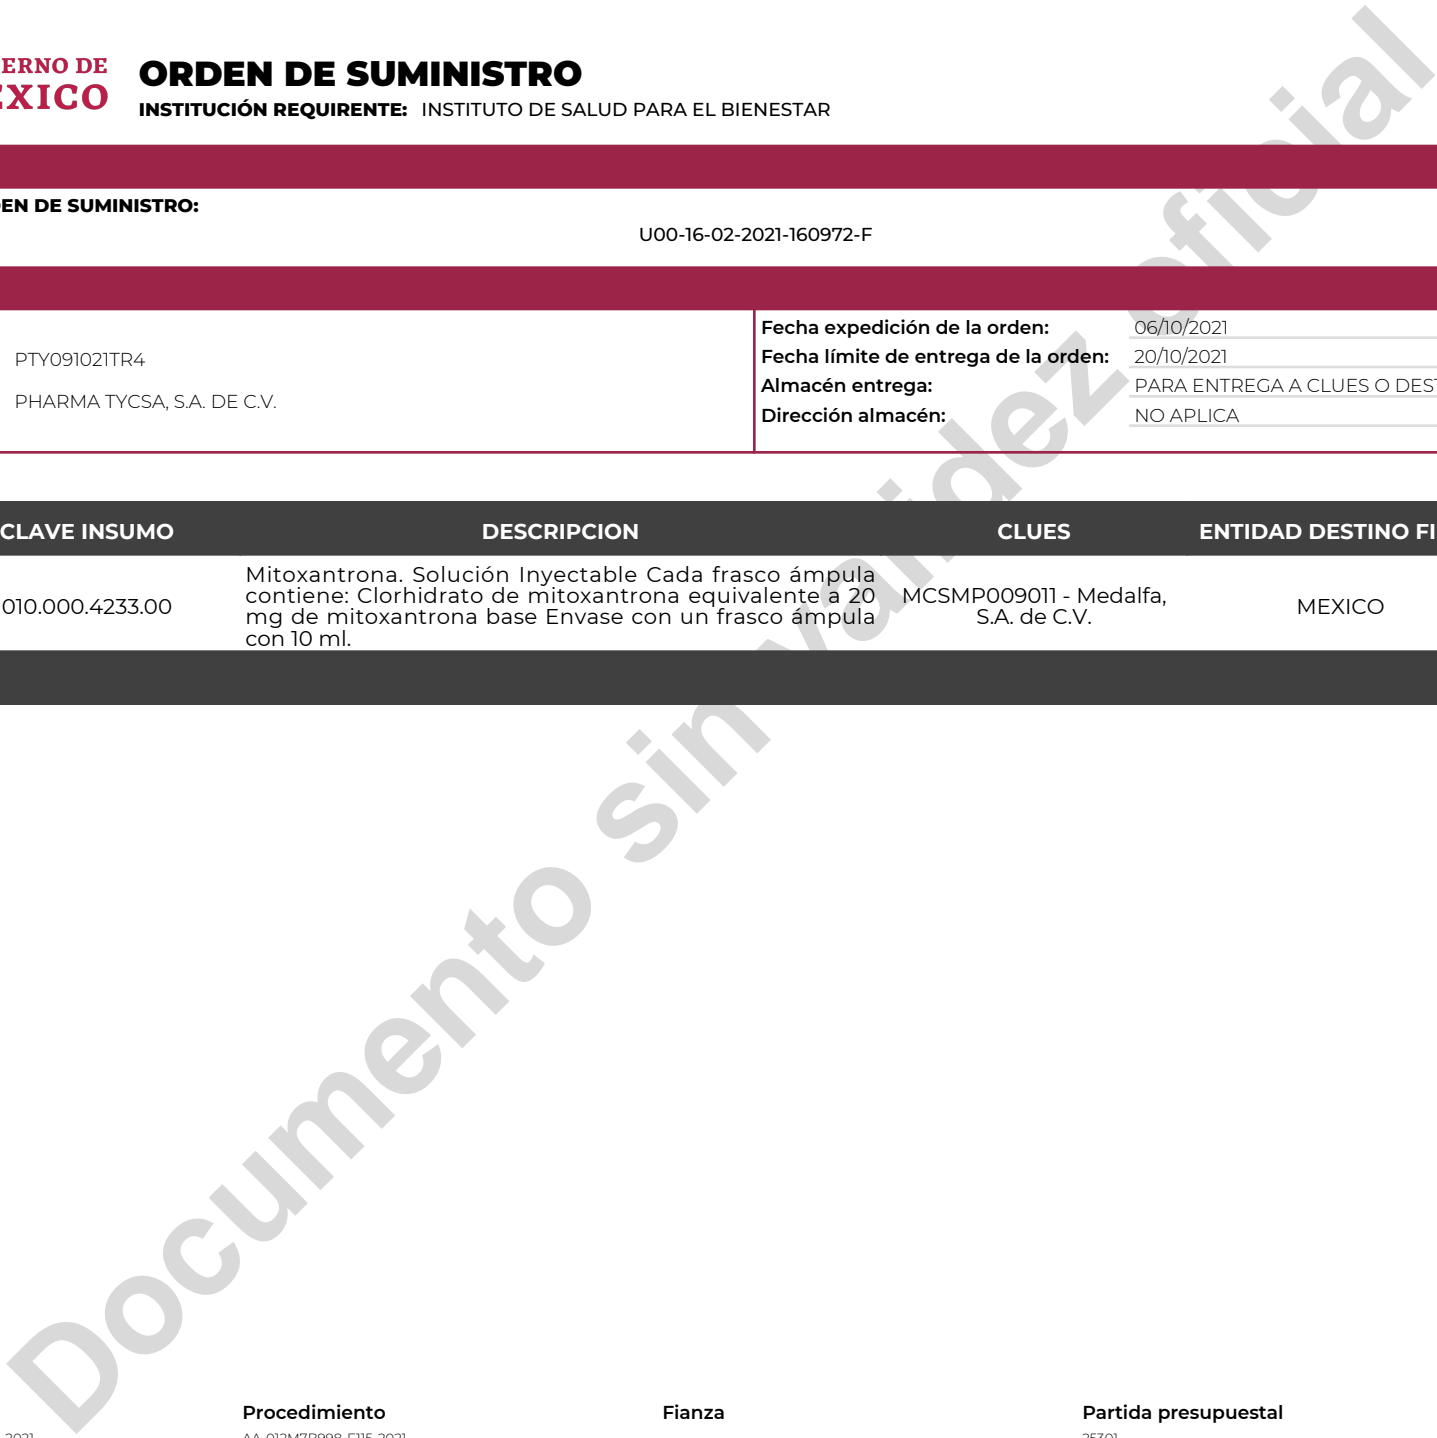 ERNO DE
ORDEN DE SUMINISTRO
INSTITUCIÓN REQUIRENTE: INSTITUTO DE SALUD PARA EL BIENESTAR
EXICO
EN DE SUMINISTRO:
U00-16-02-2021-160972-F
PTY091021TR4
PHARMA TYCSA, S.A. DE C.V.
Fecha expedición de la orden: 06/10/2021
Fecha límite de entrega de la orden: 20/10/2021
Almacén entrega: PARA ENTREGA A CLUES O DEST
Dirección almacén: NO APLICA
CLAVE INSUMO DESCRIPCION CLUES ENTIDAD DESTINO FI
010.000.4233.00
Mitoxantrona. Solución Inyectable Cada frasco ámpula
contiene: Clorhidrato de mitoxantrona equivalente a 20
mg de mitoxantrona base Envase con un frasco ámpula
con 10 ml.
MCSMP009011 - Medalfa,
S.A. de C.V.
MEXICO
Documento sin validez oficial
Procedimiento Fianza Partida presupuestal